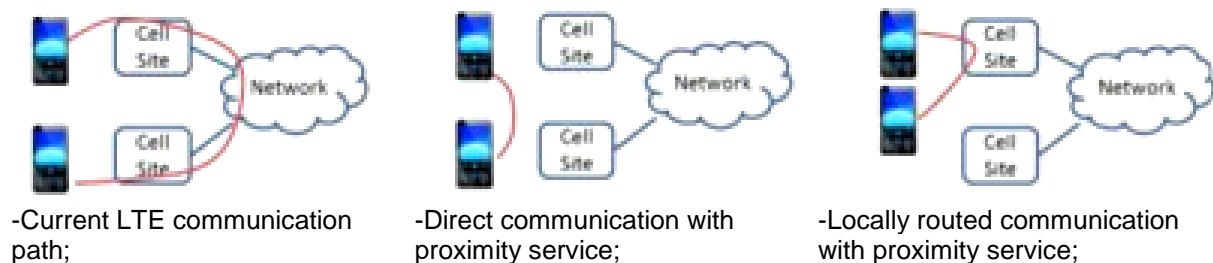 Cell
Site
Network
Cell
Site
-Current LTE communication
path;
Cell
Site
Network
Cell
Site
-Direct communication with
proximity service;
Cell
Site
Network
Cell
Site
-Locally routed communication
with proximity service;